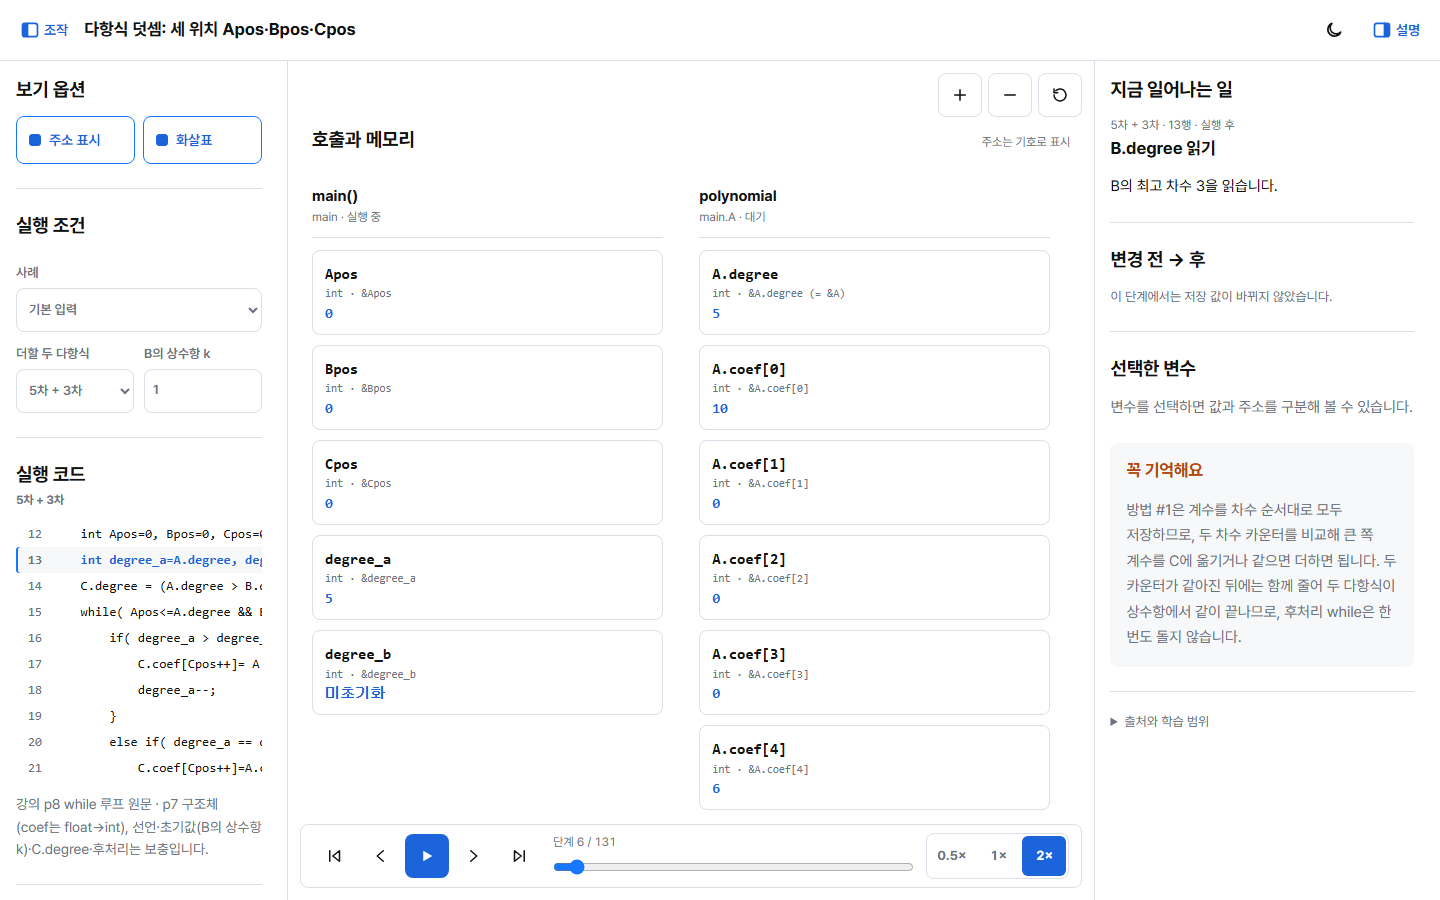 조작
다항식 덧셈: 세 위치 Apos·Bpos·Cpos
설명
보기 옵션
주소 표시
화살표
실행 조건
사례
기본 입력
더할 두 다항식
B의 상수항 k
5차 + 3차
1
실행 코드
5차 + 3차
12 int Apos=0, Bpos=0, Cpos=
13 int degree_a=A.degree, deg
14 C.degree = (A.degree > B.
15 while( Apos<=A.degree &&
16 if( degree_a > degree_
17 C.coef[Cpos++]= A
18 degree_a--;
19 }
20 else if( degree_a ==
21 C.coef[Cpos++]=A.
강의 p8 while 루프 원문 · p7 구조체
(coef는 float→int), 선언·초기값(B의 상수항
k)·C.degree·후처리는 보충입니다.
호출과 메모리
주소는 기호로 표시
main()
main · 실행 중
Apos
int · &Apos
0
Bpos
int · &Bpos
0
Cpos
int · &Cpos
0
degree_a
int · &degree_a
5
degree_b
int · &degree_b
미초기화
polynomial
main.A · 대기
A.degree
int · &A.degree (= &A)
5
A.coef[0]
int · &A.coef[0]
10
A.coef[1]
int · &A.coef[1]
0
A.coef[2]
int · &A.coef[2]
0
A.coef[3]
int · &A.coef[3]
0
A.coef[4]
int · &A.coef[4]
6
단계 6 / 131
0.5×
1×
2×
지금 일어나는 일
5차 + 3차 · 13행 · 실행 후
B.degree 읽기
B의 최고 차수 3을 읽습니다.
변경 전 → 후
이 단계에서는 저장 값이 바뀌지 않았습니다.
선택한 변수
변수를 선택하면 값과 주소를 구분해 볼 수 있습니다.
꼭 기억해요
방법 #1은 계수를 차수 순서대로 모두
저장하므로, 두 차수 카운터를 비교해 큰 쪽
계수를 C에 옮기거나 같으면 더하면 됩니다. 두
카운터가 같아진 뒤에는 함께 줄어 두 다항식이
상수항에서 같이 끝나므로, 후처리 while은 한
번도 돌지 않습니다.
출처와 학습 범위